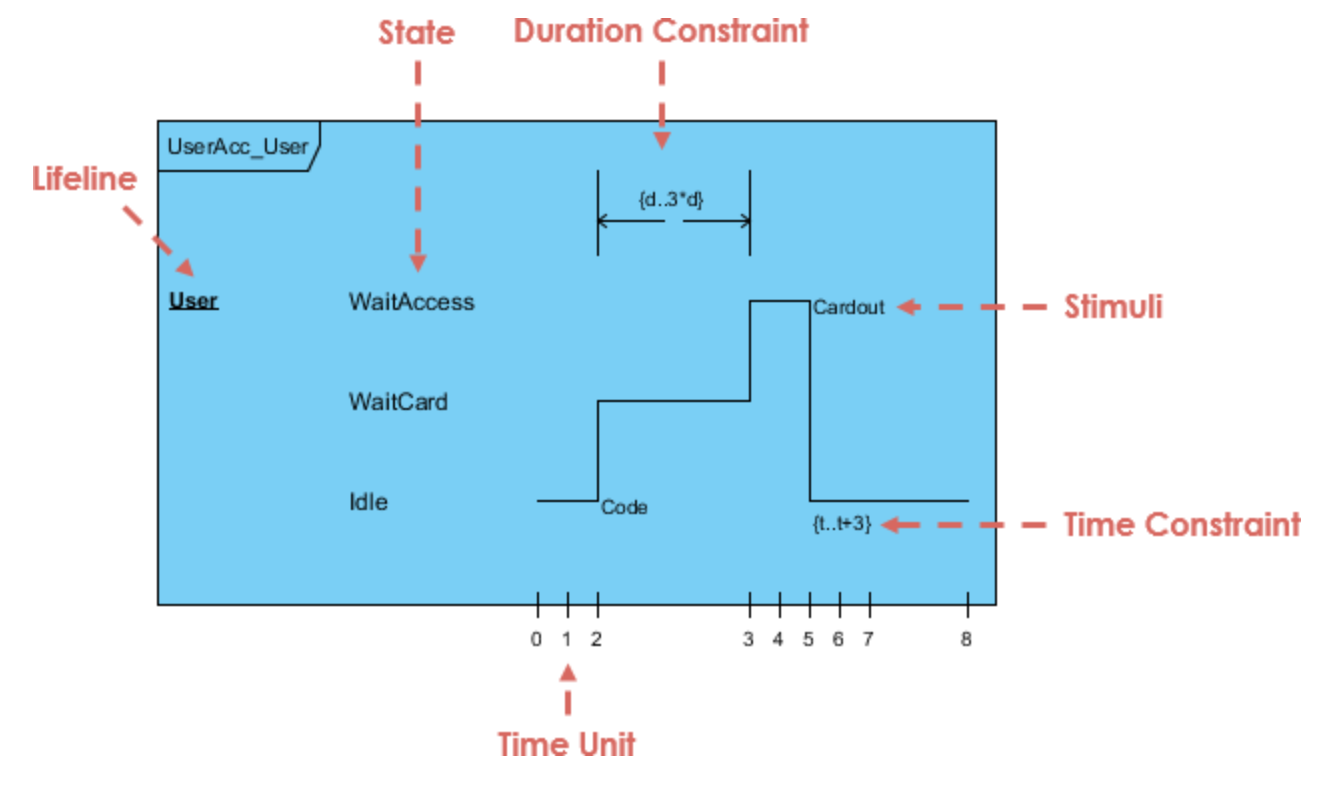 State
Duration Constraint
UserAcc_User
Lifeline
{d..3*d}
User
WaitAccess
Cardout
Stimuli
WaitCard
Idle
Code
{t..t+3}
Time Constraint
0 1 2 3 4 5 6 7 8
Time Unit